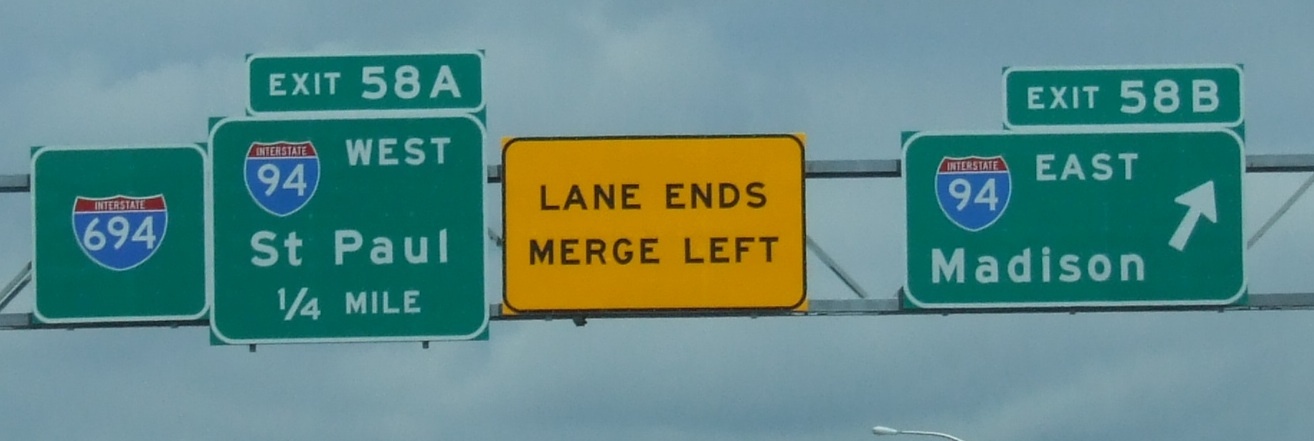 INTERSTATE
694
EXIT 58A
INTERSTATE
94
WEST
St Paul
1/4 MILE
LANE ENDS
MERGE LEFT
EXIT 58B
INTERSTATE
94
EAST
Madison